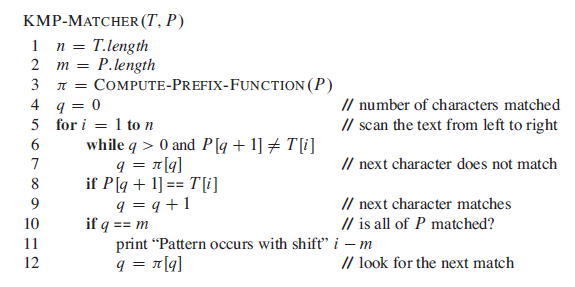 KMP-MATCHER(T, P)
1 n = T.length
2 m = P.length
3 π = COMPUTE-PREFIX-FUNCTION(P)
4 q = 0 // number of characters matched
5 for i = 1 to n // scan the text from left to right
6 while q > 0 and P[q + 1] ≠ T[i]
7 q = π[q] // next character does not match
8 if P[q + 1] == T[i]
9 q = q + 1 // next character matches
10 if q == m // is all of P matched?
11 print “Pattern occurs with shift” i − m
12 q = π[q] // look for the next match